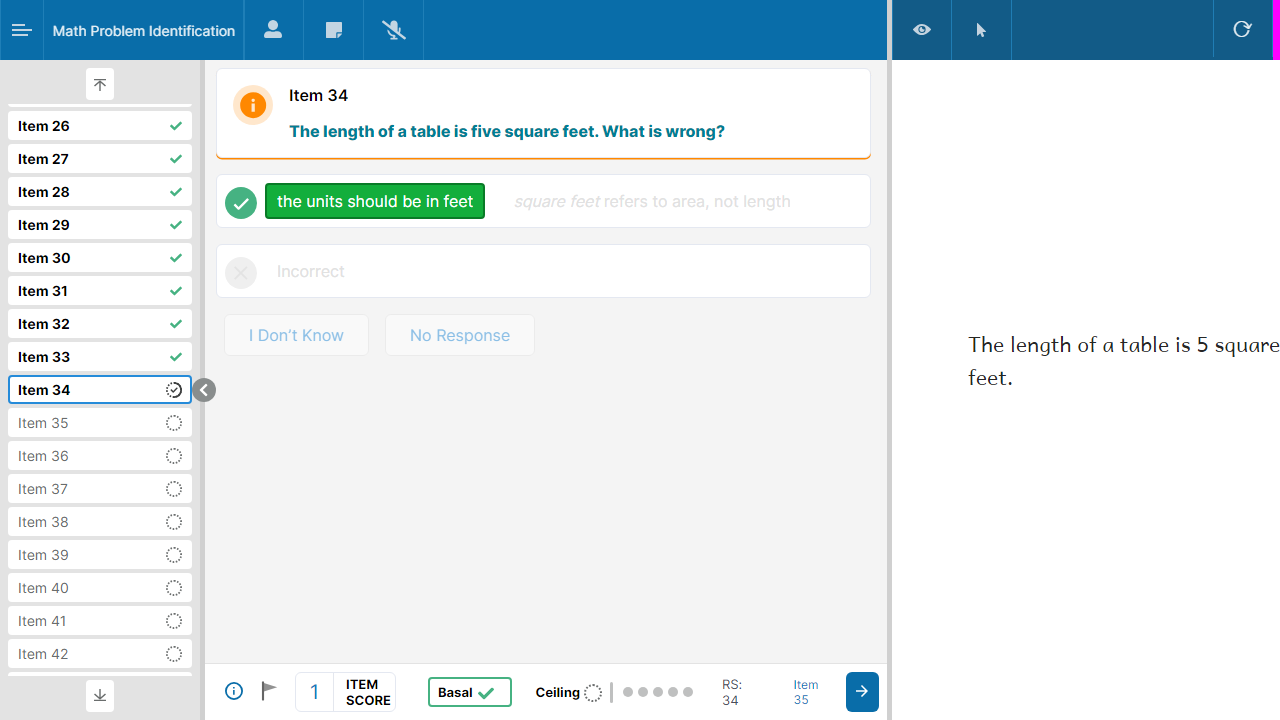 Math Problem Identification
Item 26
Item 27
Item 28
Item 29
Item 30
Item 31
Item 32
Item 33
Item 34
Item 35
Item 36
Item 37
Item 38
Item 39
Item 40
Item 41
Item 42
Item 34
The length of a table is five square feet. What is wrong?
the units should be in feet
square feet refers to area, not length
Incorrect
I Don't Know
No Response
1
ITEM
SCORE
Basal
Ceiling
RS:
34
Item
35
The length of a table is 5 square
feet.